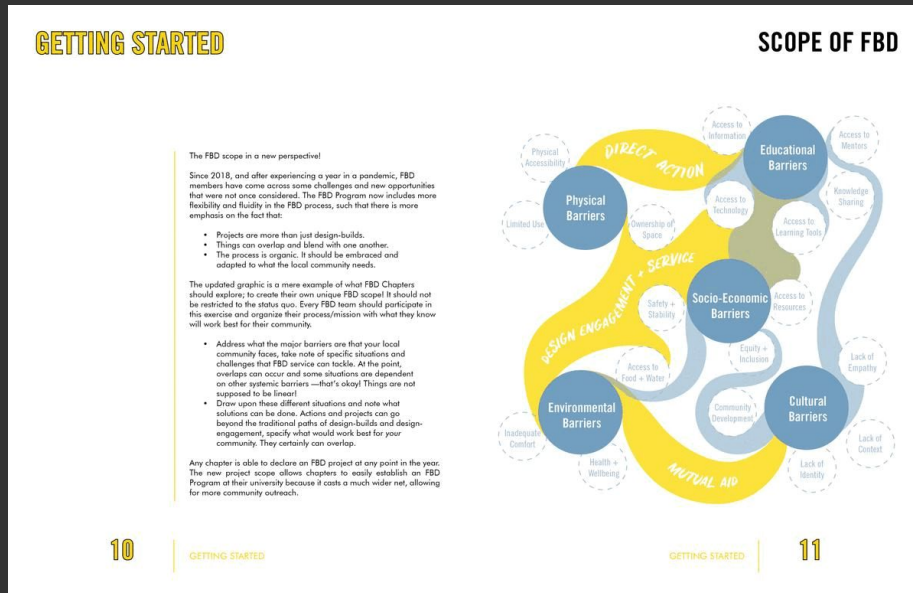 GETTING STARTED
SCOPE OF FBD
The FBD scope in a new perspective!
Since 2018, and after experiencing a year in a pandemic, FBD
members have come across some challenges and new opportunities
that were not once considered. The FBD Program now includes more
flexibility and fluidity in the FBD process, such that there is more
emphasis on the fact that:
• Projects are more than just design-builds.
• Things can overlap and blend with one another.
• The process is organic. It should be embraced and
adapted to what the local community needs.
The updated graphic is a mere example of what FBD Chapters
should explore; to create their own unique FBD scope! It should not
be restricted to the status quo. Every FBD team should participate in
this exercise and organize their process/mission with what they know
will work best for their community.
• Address what the major barriers are that your local
community faces, take note of specific situations and
challenges that FBD service can tackle. At the point,
overlaps can occur and some situations are dependent
on other systemic barriers —that's okay! Things are not
supposed to be linear!
• Draw upon these different situations and note what
solutions can be done. Actions and projects can go
beyond the traditional paths of design-builds and design-
engagement, specify what would work best for your
community. They certainly can overlap.
Any chapter is able to declare an FBD project at any point in the year.
The new project scope allows chapters to easily establish an FBD
Program at their university because it casts a much wider net, allowing
for more community outreach.
10
GETTING STARTED
Physical
Accessibility
DIRECT ACTION
Access to
Information
Educational
Barriers
Access to
Mentors
Physical
Barriers
Limited Use
Ownership of
Space
Access to
Technology
Access to
Learning Tools
Knowledge
Sharing
DESIGN ENGAGEMENT + SERVICE
Safety +
Stability
Socio-Economic
Barriers
Access to
Resources
Equity +
Inclusion
Access to
Food + Water
Lack of
Empathy
Environmental
Barriers
Community
Development
Cultural
Barriers
Inadequate
Comfort
Health +
Wellbeing
MUTUAL AID
Lack of
Identity
Lack of
Context
GETTING STARTED
11